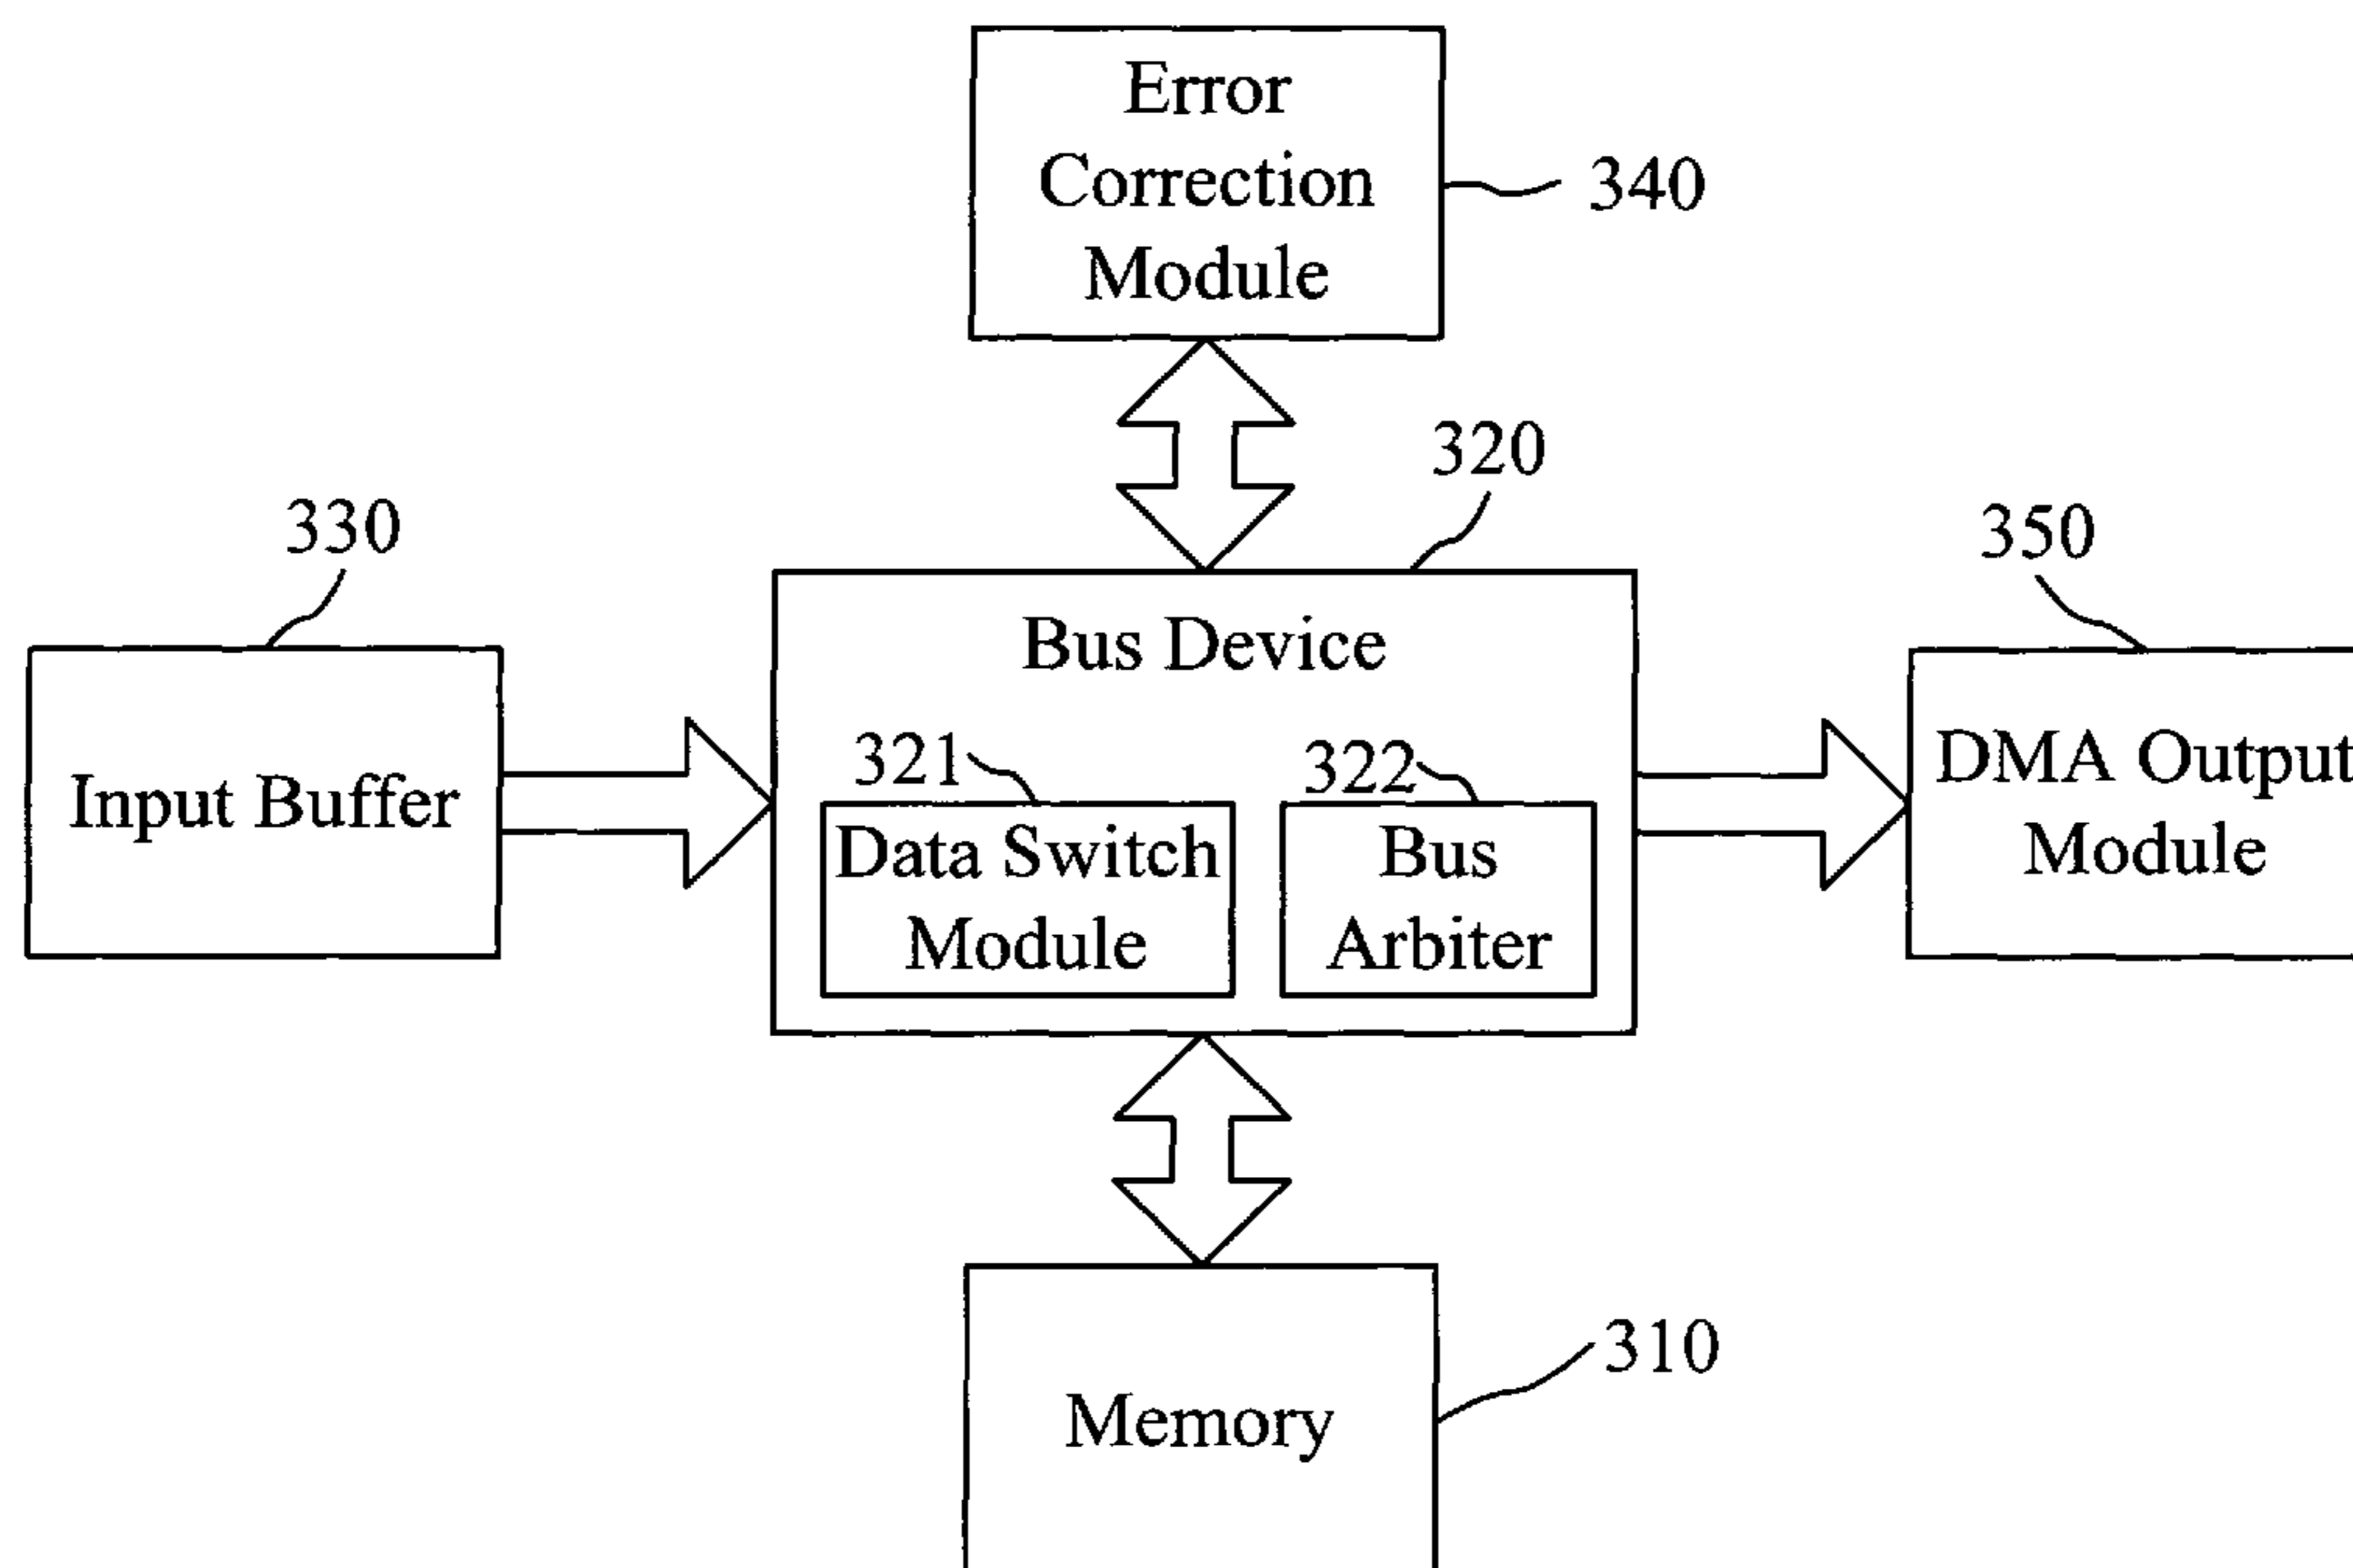 Error
Correction
Module
340
320
330
350
Bus Device
321
322
Input Buffer
Data Switch
Module
Bus
Arbiter
DMA Output
Module
310
Memory